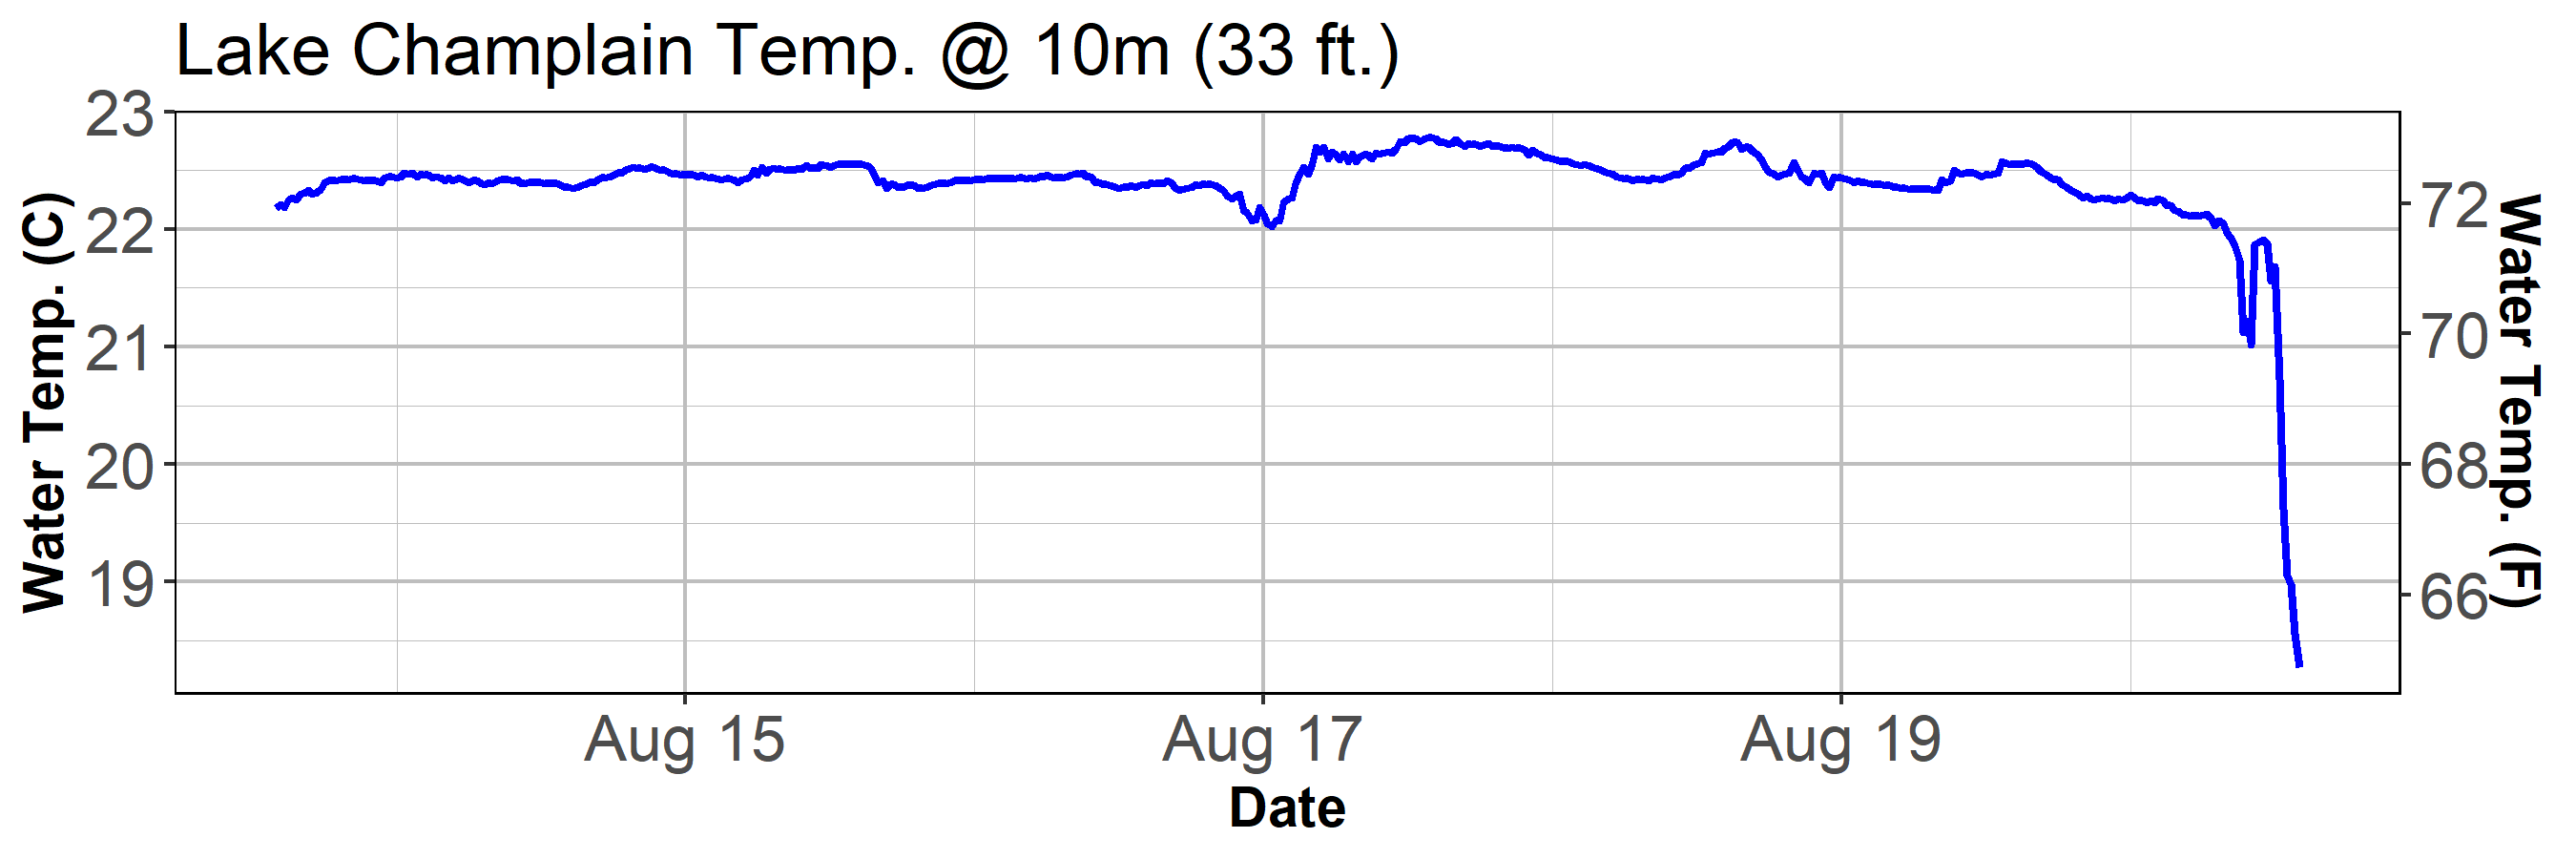 Lake Champlain Temp. @ 10m (33 ft.)
Water Temp. (C)
23
22
21
20
19
72
70
68
66
Water Temp. (F)
Aug 15
Aug 17
Aug 19
Date